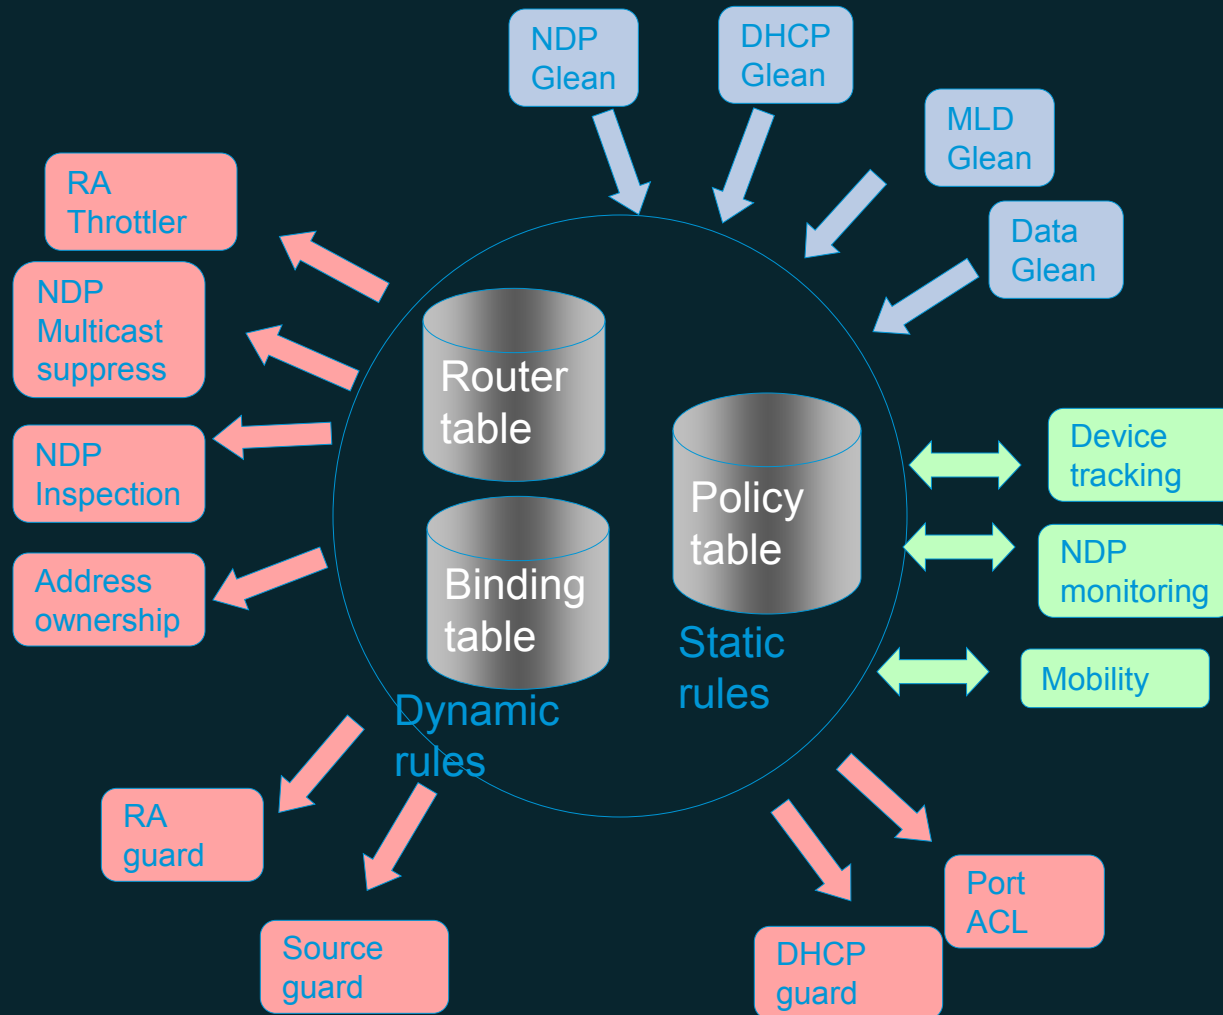 NDP
Glean
DHCP
Glean
MLD
Glean
Data
Glean
RA
Throttler
NDP
Multicast
suppress
NDP
Inspection
Address
ownership
Router
table
Binding
table
Dynamic
rules
Policy
table
Static
rules
Device
tracking
NDP
monitoring
Mobility
RA
guard
Source
guard
DHCP
guard
Port
ACL